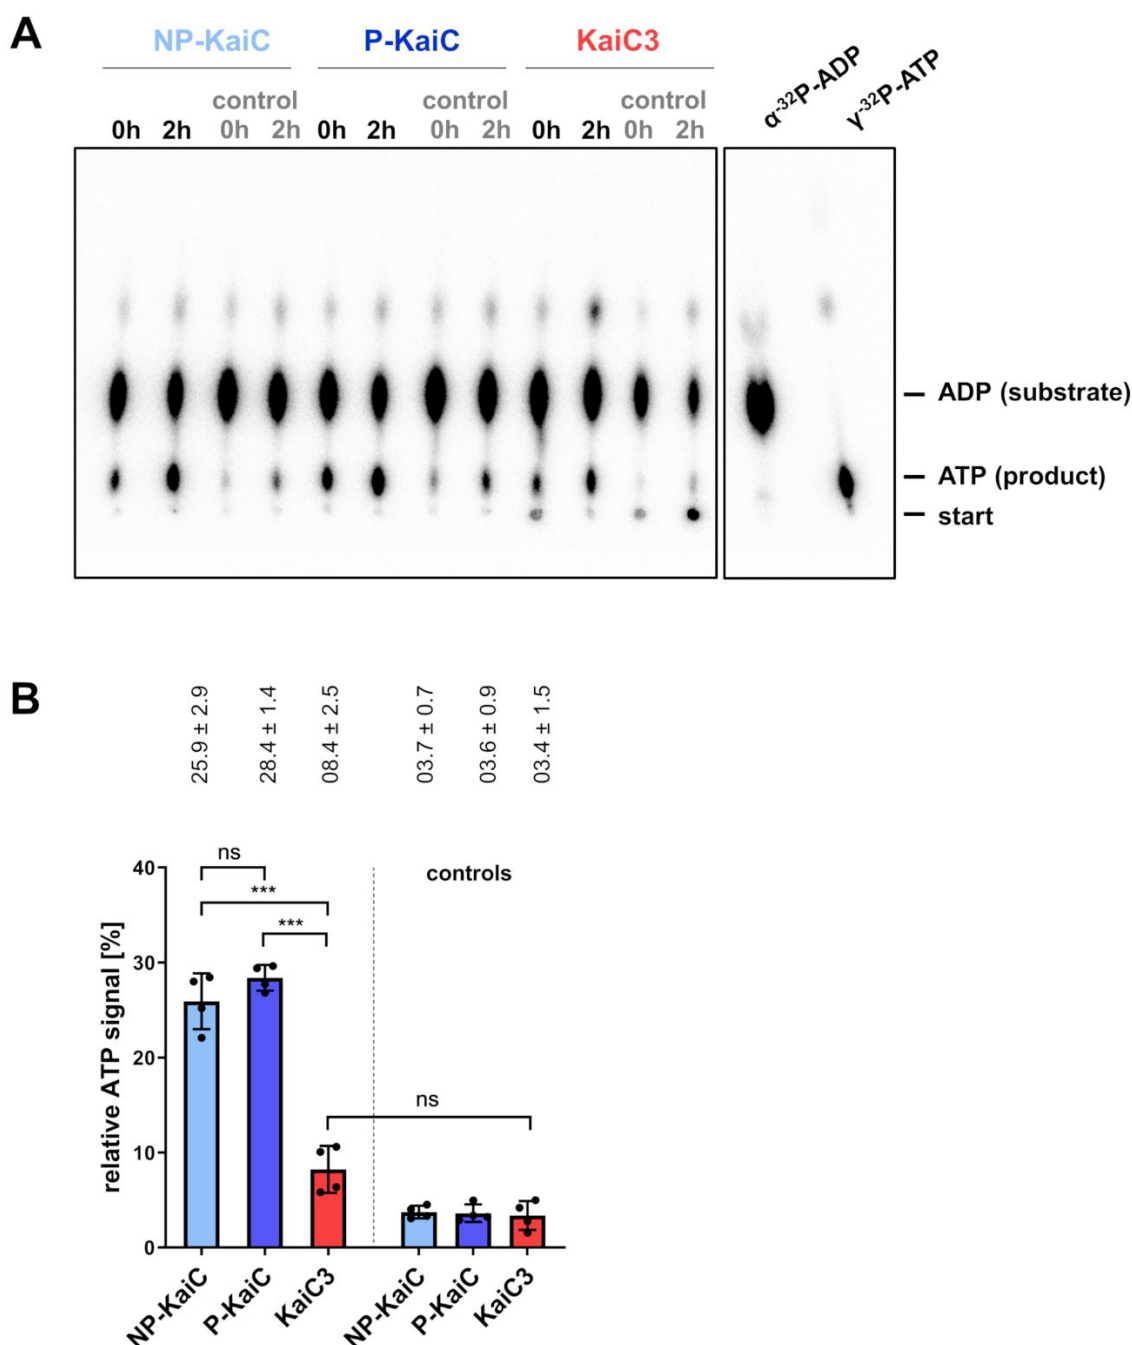 A
NP-KaiC P-KaiC KaiC3
α-³²P-ADP γ-³²P-ATP
control control control
0h 2h 0h 2h 0h 2h 0h 2h 0h 2h 0h 2h
ADP (substrate)
ATP (product)
start
B
25.9 ± 2.9 28.4 ± 1.4 08.4 ± 2.5 03.7 ± 0.7 03.6 ± 0.9 03.4 ± 1.5
relative ATP signal [%]
40
30
20
10
0
ns
***
***
controls
ns
NP-KaiC P-KaiC KaiC3 NP-KaiC P-KaiC KaiC3